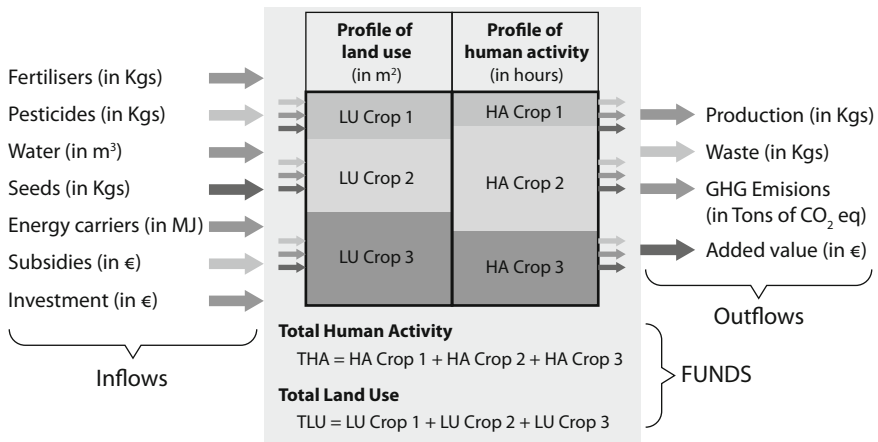 Profile of
land use
(in m²)
Profile of
human activity
(in hours)
Fertilisers (in Kgs)
Pesticides (in Kgs)
Water (in m³)
Seeds (in Kgs)
Energy carriers (in MJ)
Subsidies (in €)
Investment (in €)
Inflows
LU Crop 1
LU Crop 2
LU Crop 3
HA Crop 1
HA Crop 2
HA Crop 3
Production (in Kgs)
Waste (in Kgs)
GHG Emisions
(in Tons of CO₂ eq)
Added value (in €)
Outflows
Total Human Activity
THA = HA Crop 1 + HA Crop 2 + HA Crop 3
Total Land Use
TLU = LU Crop 1 + LU Crop 2 + LU Crop 3
FUNDS